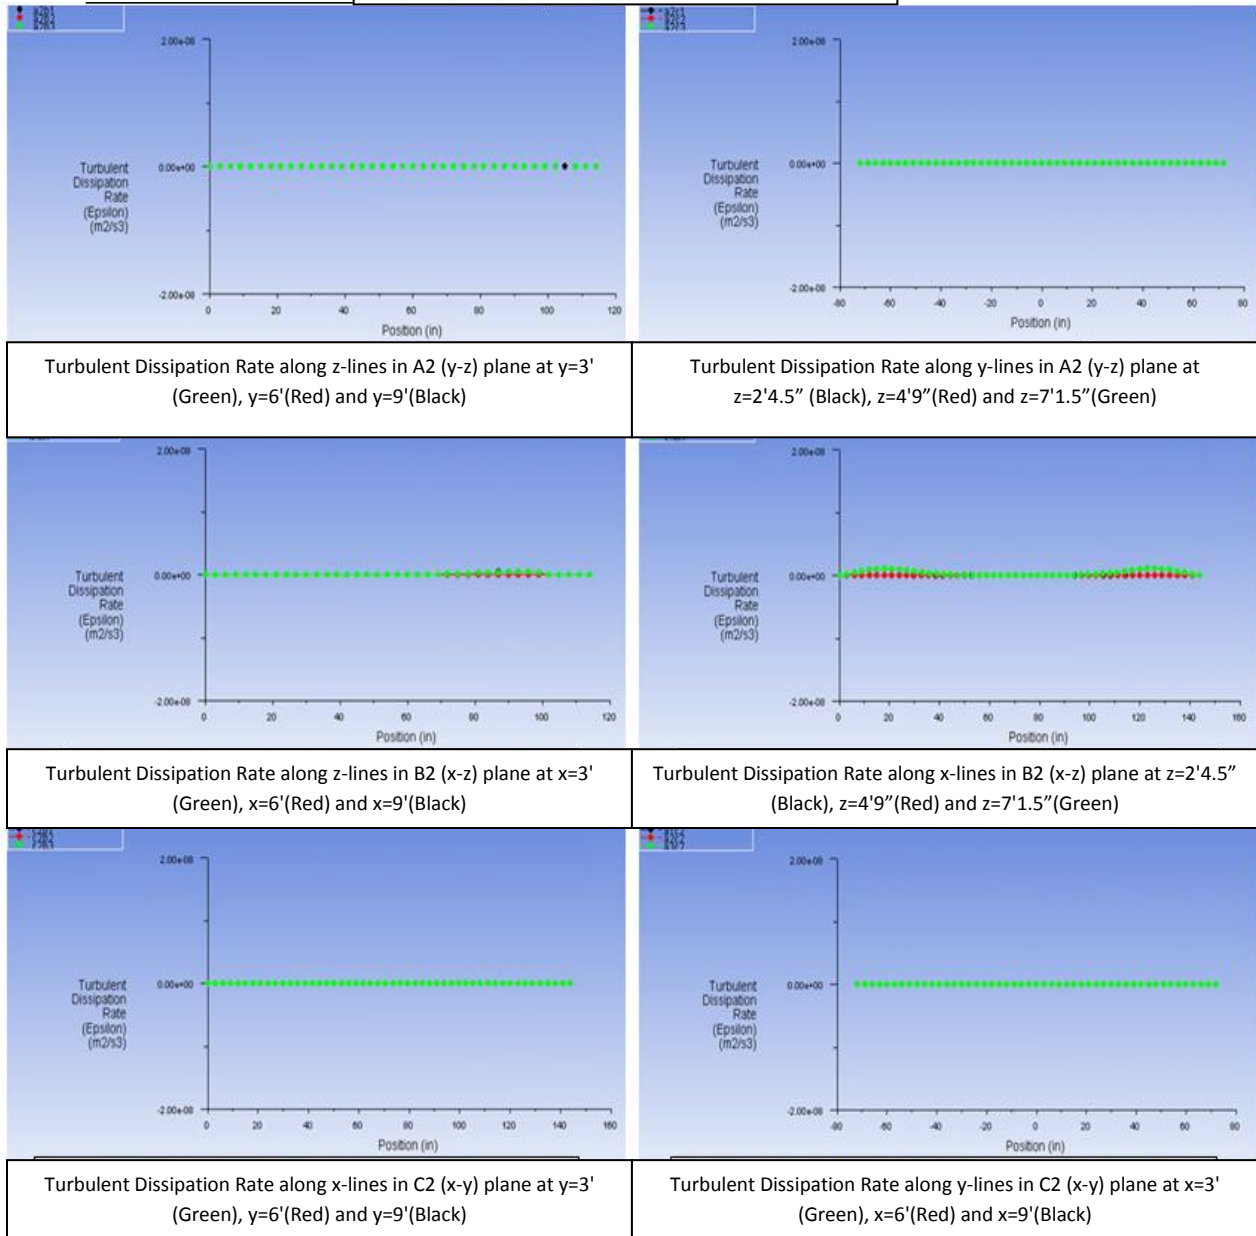 2.00e+08
Turbulent
Dissipation
Rate
(Epsilon)
(m2/s3)
0.00e+00
-2.00e+08
0 20 40 60 80 100 120
Position (in)
2.00e+08
Turbulent
Dissipation
Rate
(Epsilon)
(m2/s3)
0.00e+00
-2.00e+08
-80 -60 -40 -20 0 20 40 60 80
Position (in)
Turbulent Dissipation Rate along z-lines in A2 (y-z) plane at y=3'
(Green), y=6'(Red) and y=9'(Black)
Turbulent Dissipation Rate along y-lines in A2 (y-z) plane at
z=2'4.5” (Black), z=4'9”(Red) and z=7'1.5”(Green)
2.00e+08
Turbulent
Dissipation
Rate
(Epsilon)
(m2/s3)
0.00e+00
-2.00e+08
0 20 40 60 80 100 120
Position (in)
2.00e+08
Turbulent
Dissipation
Rate
(Epsilon)
(m2/s3)
0.00e+00
-2.00e+08
0 20 40 60 80 100 120 140 160
Position (in)
Turbulent Dissipation Rate along z-lines in B2 (x-z) plane at x=3'
(Green), x=6'(Red) and x=9'(Black)
Turbulent Dissipation Rate along x-lines in B2 (x-z) plane at z=2'4.5”
(Black), z=4'9”(Red) and z=7'1.5”(Green)
2.00e+08
Turbulent
Dissipation
Rate
(Epsilon)
(m2/s3)
0.00e+00
-2.00e+08
0 20 40 60 80 100 120 140 160
Position (in)
2.00e+08
Turbulent
Dissipation
Rate
(Epsilon)
(m2/s3)
0.00e+00
-2.00e+08
-80 -60 -40 -20 0 20 40 60 80
Position (in)
Turbulent Dissipation Rate along x-lines in C2 (x-y) plane at y=3'
(Green), y=6'(Red) and y=9'(Black)
Turbulent Dissipation Rate along y-lines in C2 (x-y) plane at x=3'
(Green), x=6'(Red) and x=9'(Black)